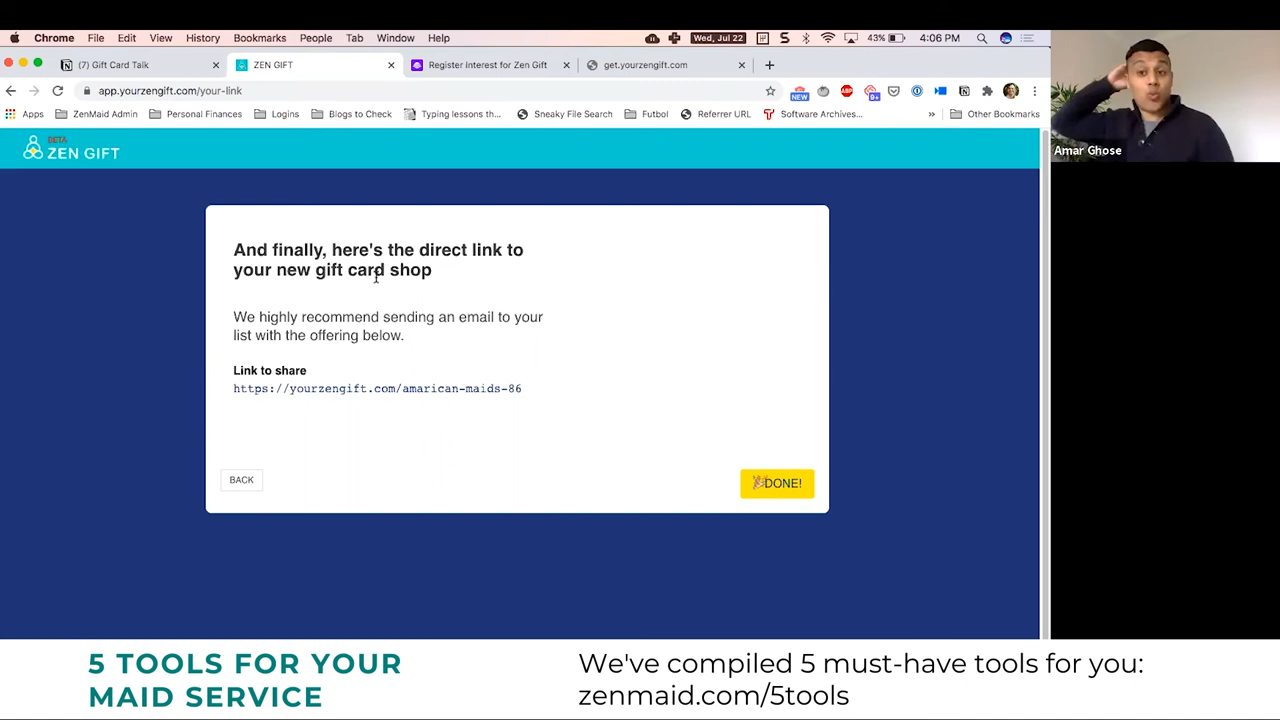 Chrome File Edit View History Bookmarks People Tab Window Help Wed, Jul 22 43% 4:06 PM
(7) Gift Card Talk ZEN GIFT Register Interest for Zen Gift get.yourzengift.com
app.yourzengift.com/your-link NEW ABP 9+
Apps ZenMaid Admin Personal Finances Logins Blogs to Check Typing lessons th... Sneaky File Search Futbol Referrer URL Software Archives... » Other Bookmarks
BETA
ZEN GIFT
Amar Ghose
And finally, here's the direct link to
your new gift card shop
We highly recommend sending an email to your
list with the offering below.
Link to share
https://yourzengift.com/amarican-maids-86
BACK
DONE!
5 TOOLS FOR YOUR
MAID SERVICE
We've compiled 5 must-have tools for you:
zenmaid.com/5tools